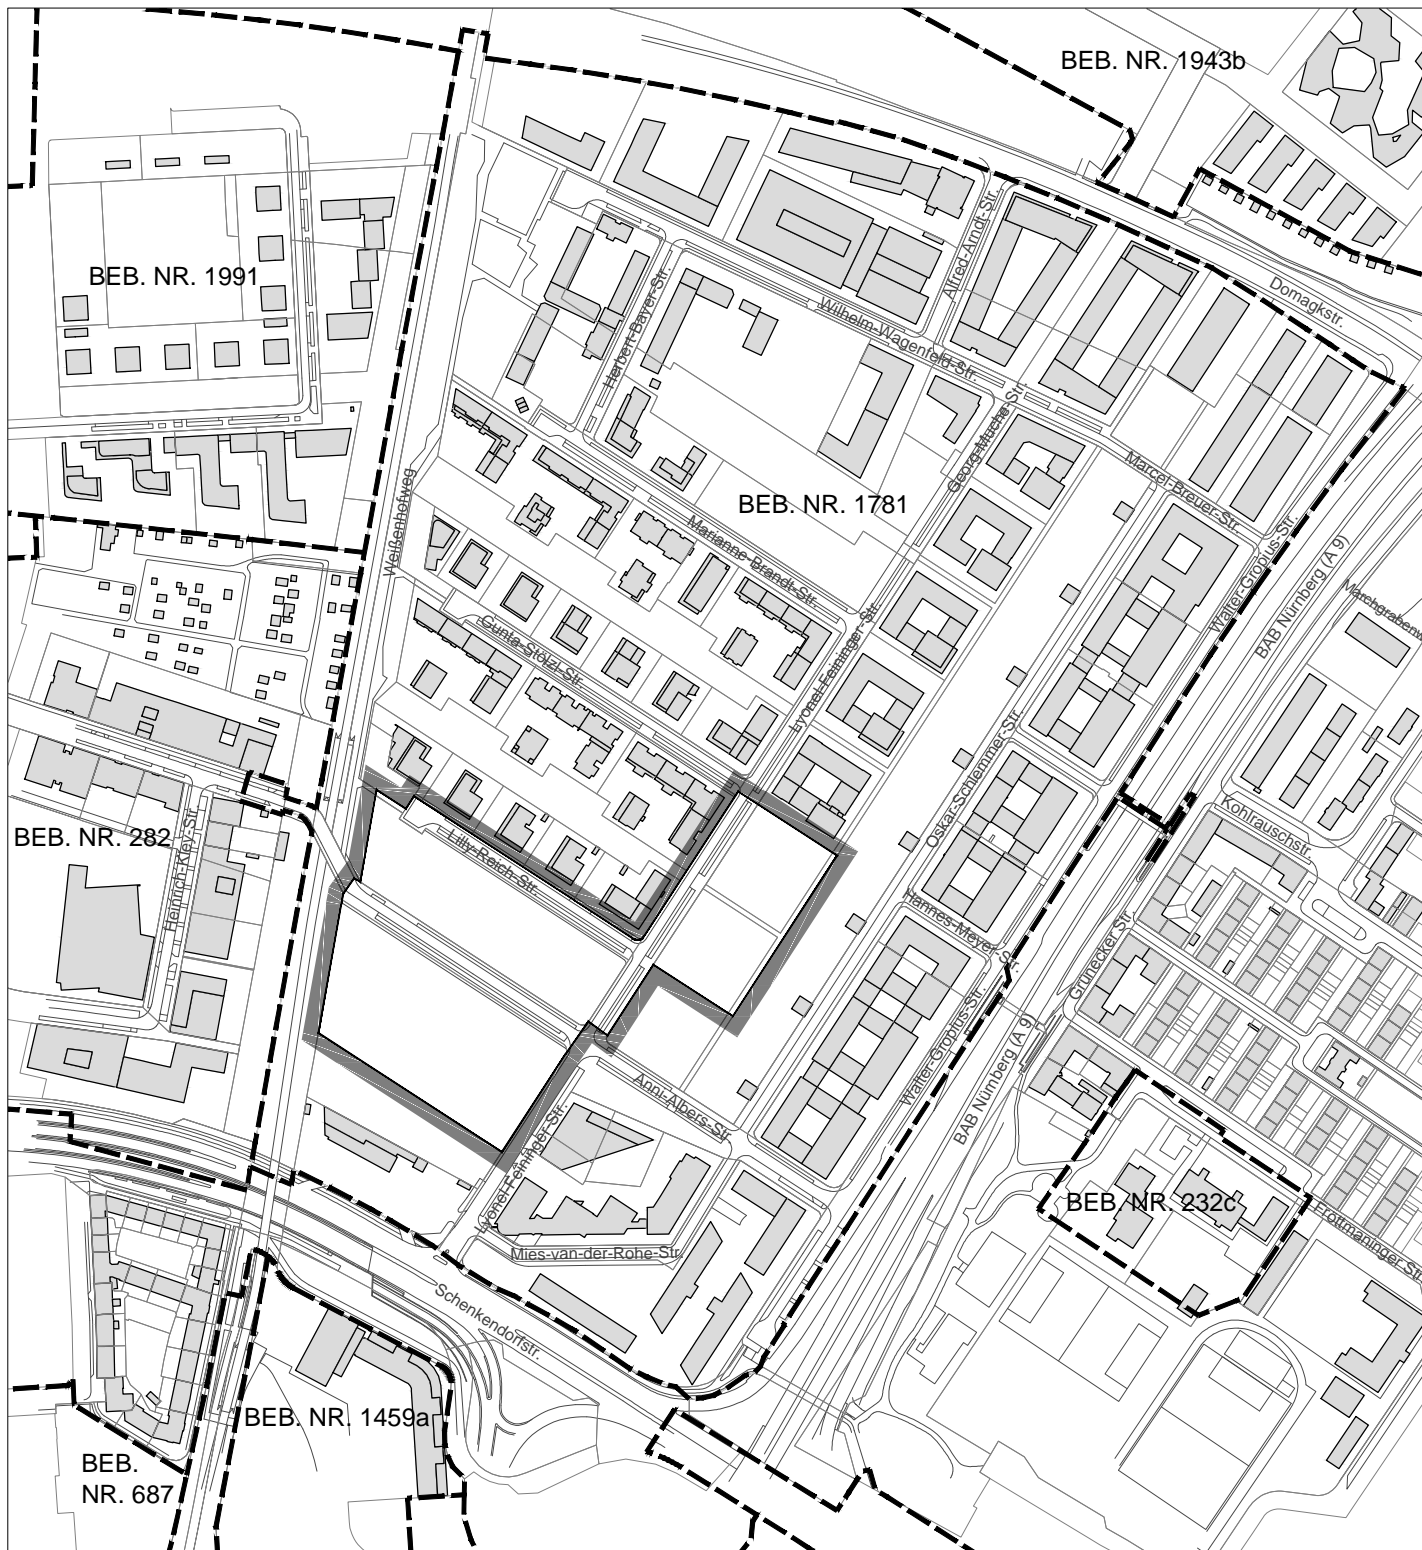 BEB. NR. 1943b
BEB. NR. 1991
Domagkstr.
Alfred-Arndt-Str.
Herbert-Bayer-Str.
Wilhelm-Wagenfeld-Str.
Georg-Muche-Str.
Marcel-Breuer-Str.
BEB. NR. 1781
Weißenhofweg
Marianne-Brandt-Str.
Walter-Gropius-Str.
BAB Nürnberg (A 9)
Gunta-Stölzl-Str.
Lyonel-Feininger-Str.
Oskar-Schlemmer-Str.
BEB. NR. 282
Heinrich-Kley-Str.
Lilly-Reich-Str.
Kohlrauschstr.
Hannes-Meyer-Str.
Grünecker Str.
Walter-Gropius-Str.
BAB Nürnberg (A 9)
Anni-Albers-Str.
Lyonel-Feininger-Str.
BEB. NR. 232c
Fröttmaninger Str.
Mies-van-der-Rohe-Str.
Schenkendorfstr.
BEB. NR. 1459a
BEB.
NR. 687